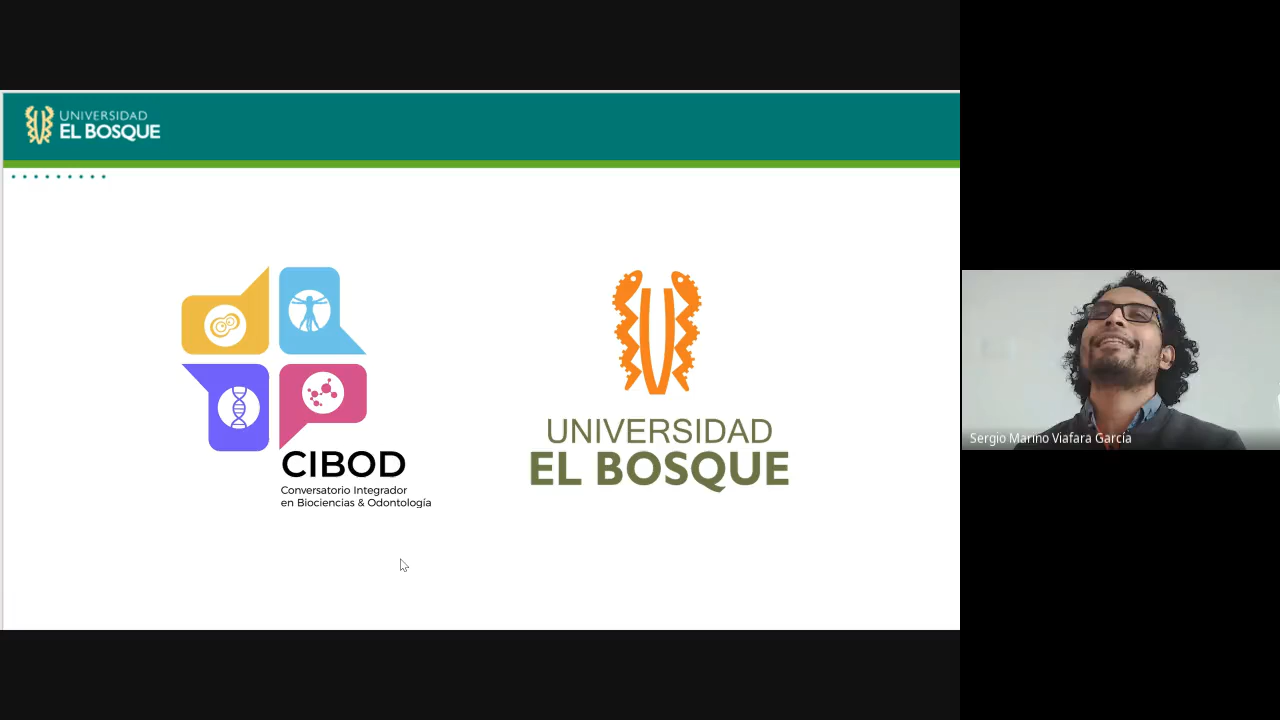 UNIVERSIDAD
EL BOSQUE
CIBOD
Conversatorio Integrador
en Biociencias & Odontología
UNIVERSIDAD
EL BOSQUE
Sergio Marino Viafara García